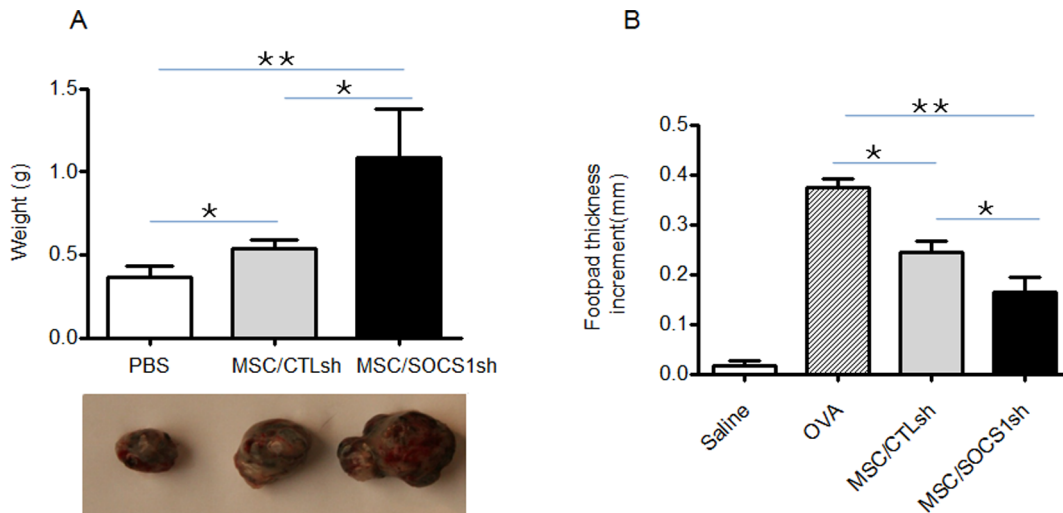 A
Weight (g)
1.5
1.0
0.5
0.0
**
*
*
PBS
MSC/CTLsh
MSC/SOCS1sh
B
Footpad thickness
increment(mm)
0.5
0.4
0.3
0.2
0.1
0.0
**
*
*
Saline
OVA
MSC/CTLsh
MSC/SOCS1sh